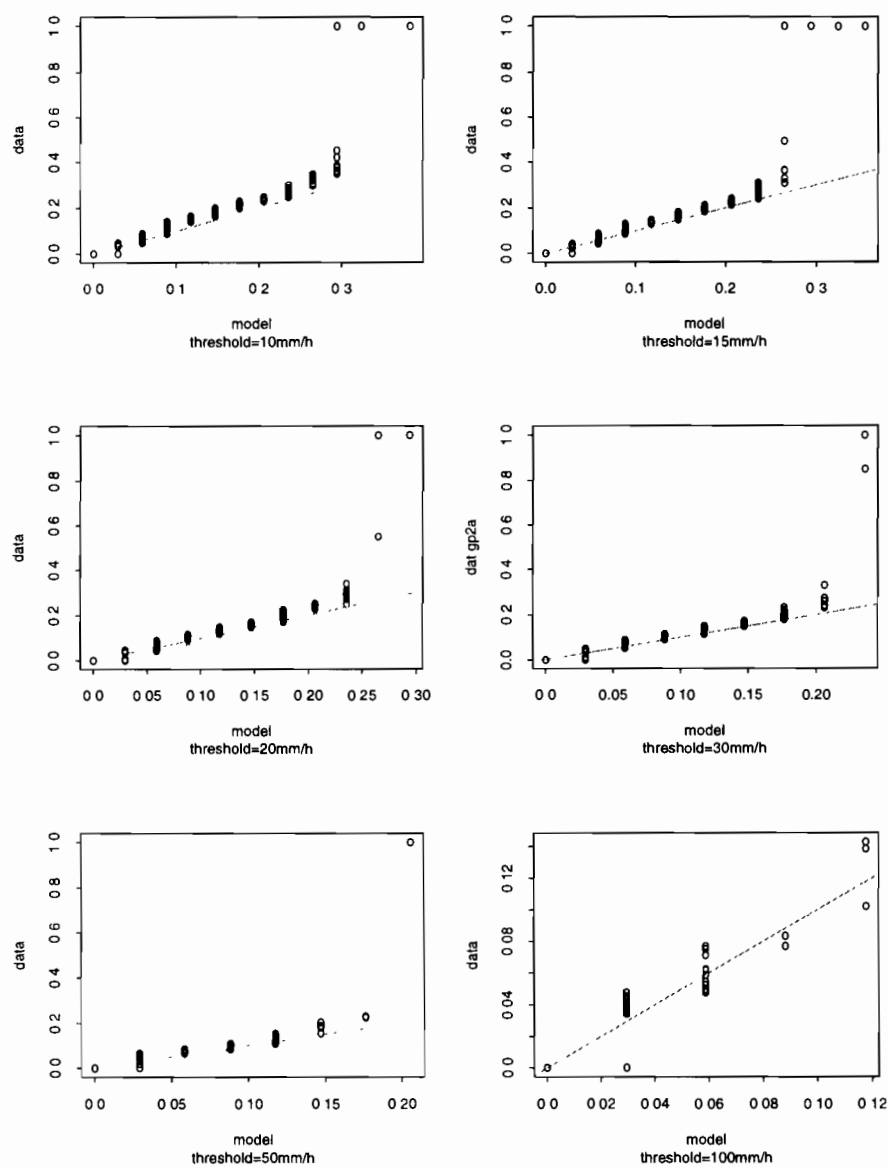 data
0 0 0 2 0 4 0 6 0 8 1 0
0 0 0 1 0 2 0 3
model
threshold=10mm/h
data
0 0 0 2 0 4 0 6 0 8 1 0
0.0 0.1 0.2 0 3
model
threshold=15mm/h
data
0 0 0 2 0 4 0 6 0 8 1 0
0 0 0 05 0 10 0 15 0 20 0 25 0 30
model
threshold=20mm/h
dat gp2a
0 0 0 2 0 4 0 6 0 8 1 0
0 0 0 05 0 10 0 15 0.20
model
threshold=30mm/h
data
0 0 0 2 0 4 0 6 0 8 1 0
0 0 0 05 0 10 0 15 0 20
model
threshold=50mm/h
data
0 0 0 04 0 08 0 12
0 0 0 02 0 04 0 06 0 08 0 10 0 12
model
threshold=100mm/h